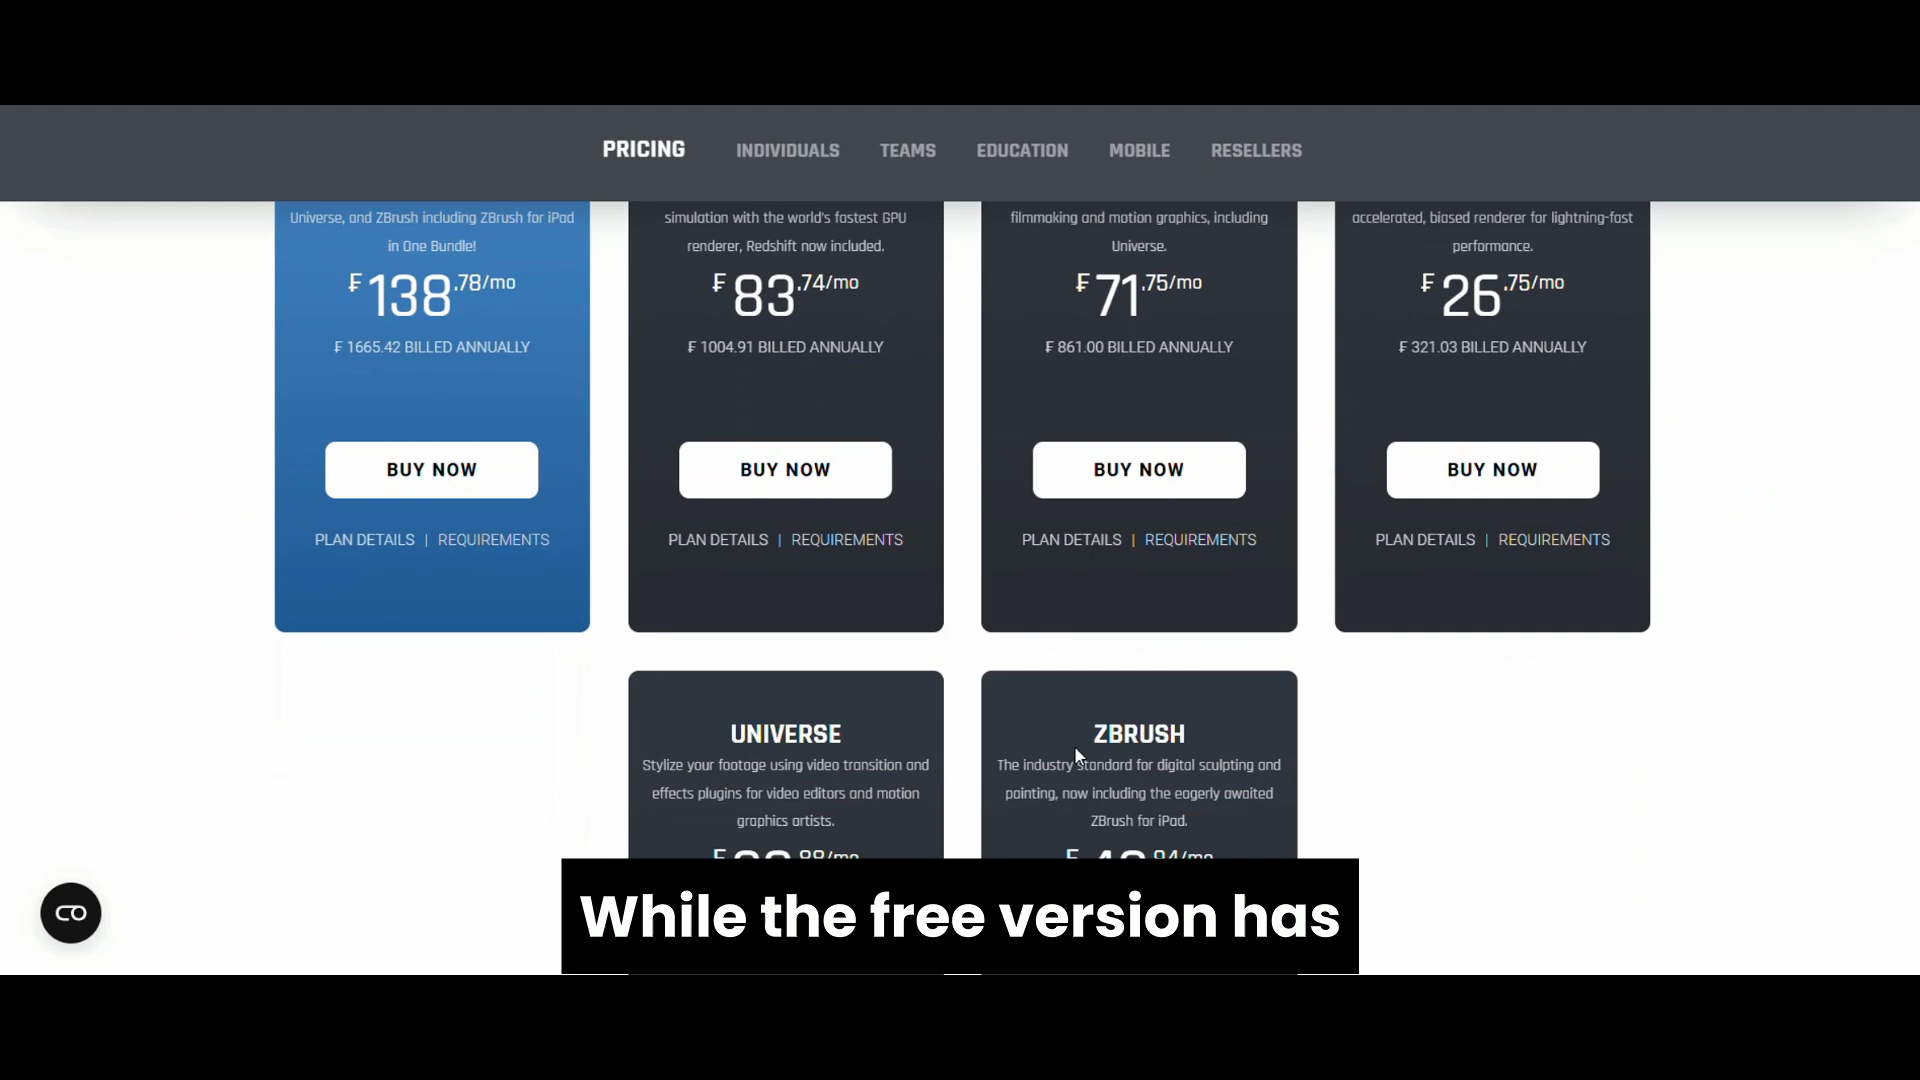 PRICING INDIVIDUALS TEAMS EDUCATION MOBILE RESELLERS
Universe, and ZBrush including ZBrush for iPad
in One Bundle!
₣ 138.78/mo
₣ 1665.42 BILLED ANNUALLY
BUY NOW
PLAN DETAILS | REQUIREMENTS
simulation with the world's fastest GPU
renderer, Redshift now included.
₣ 83.74/mo
₣ 1004.91 BILLED ANNUALLY
BUY NOW
PLAN DETAILS | REQUIREMENTS
filmmaking and motion graphics, including
Universe.
₣ 71.75/mo
₣ 861.00 BILLED ANNUALLY
BUY NOW
PLAN DETAILS | REQUIREMENTS
accelerated, biased renderer for lightning-fast
performance.
₣ 26.75/mo
₣ 321.03 BILLED ANNUALLY
BUY NOW
PLAN DETAILS | REQUIREMENTS
UNIVERSE
Stylize your footage using video transition and
effects plugins for video editors and motion
graphics artists.
ZBRUSH
The industry standard for digital sculpting and
painting, now including the eagerly awaited
ZBrush for iPad.
While the free version has